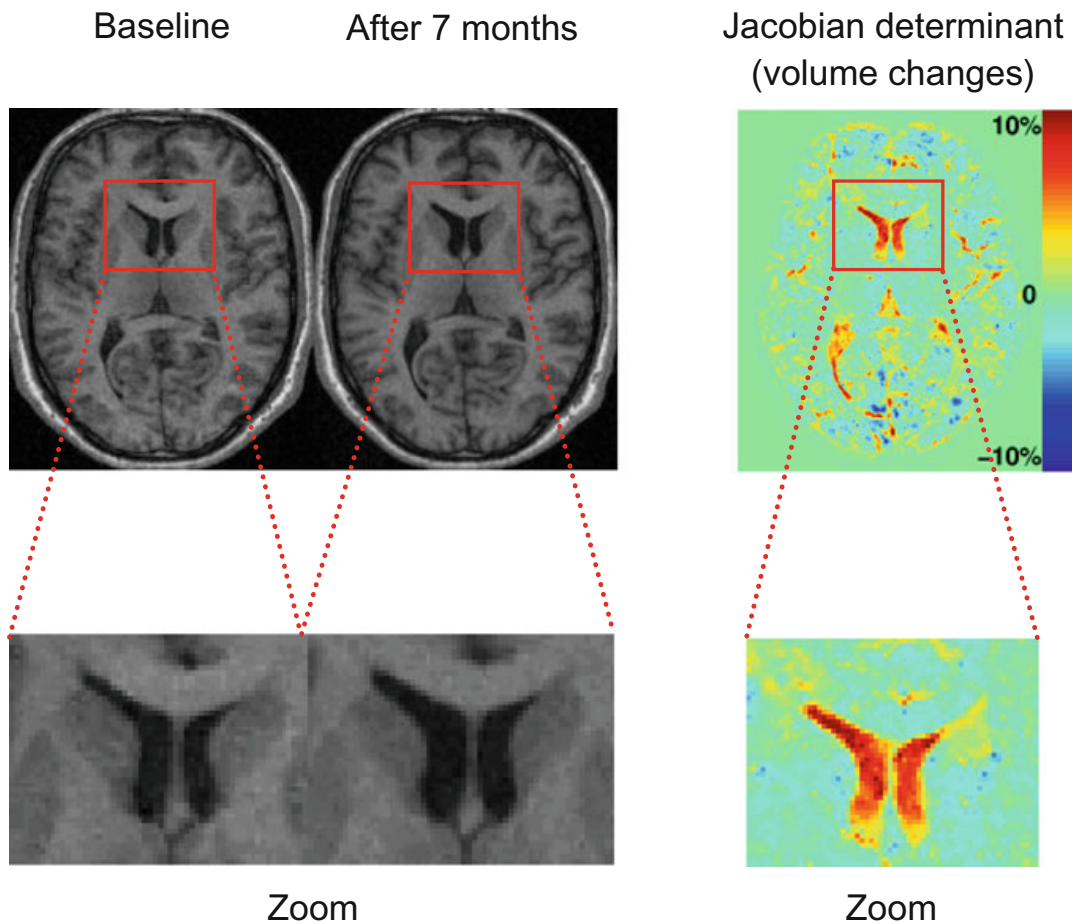 Baseline
After 7 months
Jacobian determinant
(volume changes)
10%
0
−10%
Zoom
Zoom